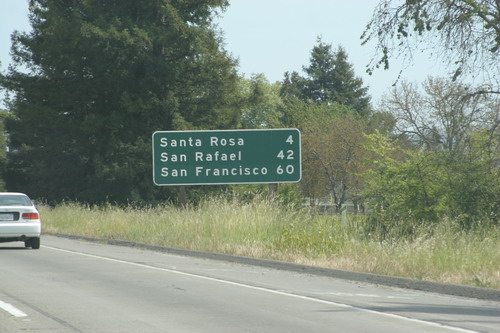 Santa Rosa 4
San Rafael 42
San Francisco 60